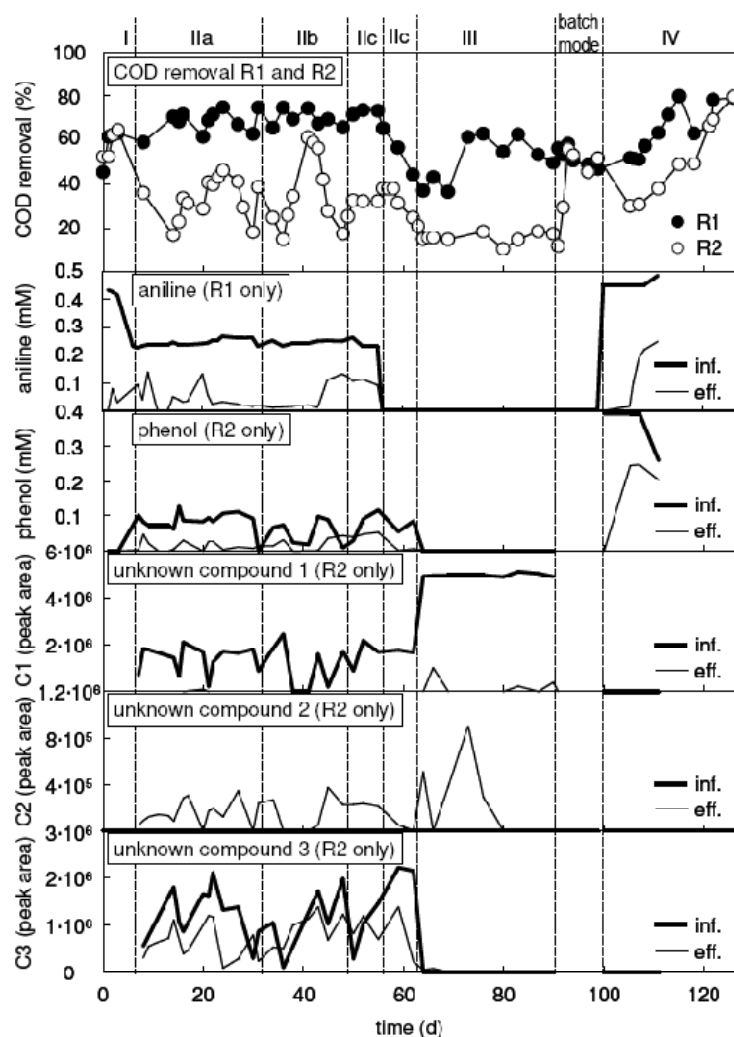 I IIa IIb IIc IIc III batch mode IV
COD removal (%)
100
80
60
40
20
0.5
COD removal R1 and R2
R1
R2
aniline (mM)
0.4
0.3
0.2
0.1
0.4
aniline (R1 only)
inf.
eff.
phenol (mM)
0.3
0.2
0.1
6·10⁶
phenol (R2 only)
inf.
eff.
C1 (peak area)
4·10⁶
2·10⁶
1.2·10⁶
unknown compound 1 (R2 only)
inf.
eff.
C2 (peak area)
8·10⁵
4·10⁵
3·10⁶
unknown compound 2 (R2 only)
inf.
eff.
C3 (peak area)
2·10⁶
1·10⁶
0
unknown compound 3 (R2 only)
inf.
eff.
0 20 40 60 80 100 120
time (d)